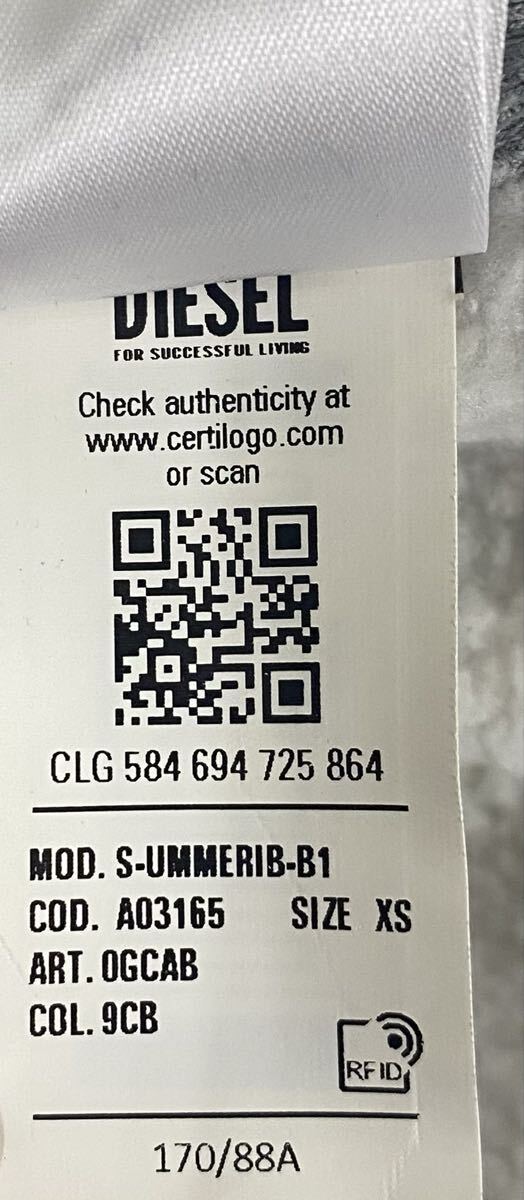 DIESEL
FOR SUCCESSFUL LIVING
Check authenticity at
www.certilogo.com
or scan
CLG 584 694 725 864
MOD. S-UMMERIB-B1
COD. A03165 SIZE XS
ART. 0GCAB
COL. 9CB
RFID
170/88A